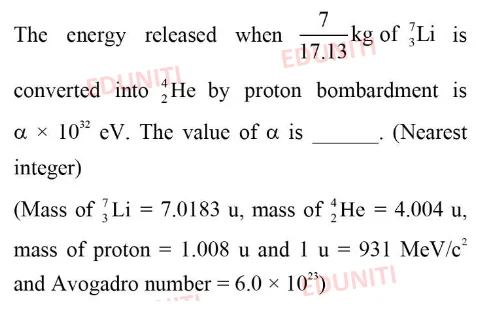 The energy released when 7/17.13 kg of ⁷₃Li is
converted into ⁴₂He by proton bombardment is
α × 10³² eV. The value of α is ______. (Nearest
integer)
(Mass of ⁷₃Li = 7.0183 u, mass of ⁴₂He = 4.004 u,
mass of proton = 1.008 u and 1 u = 931 MeV/c²
and Avogadro number = 6.0 × 10²³)
EDUNITI
EDUNITI
EDUNITI